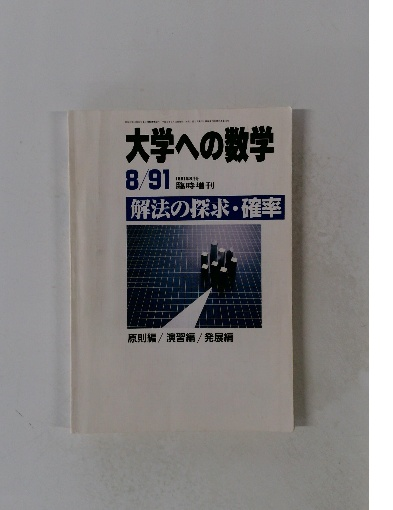 大学への数学
8/91
臨時増刊
解法の探求・確率
原則編/演習編/発展編